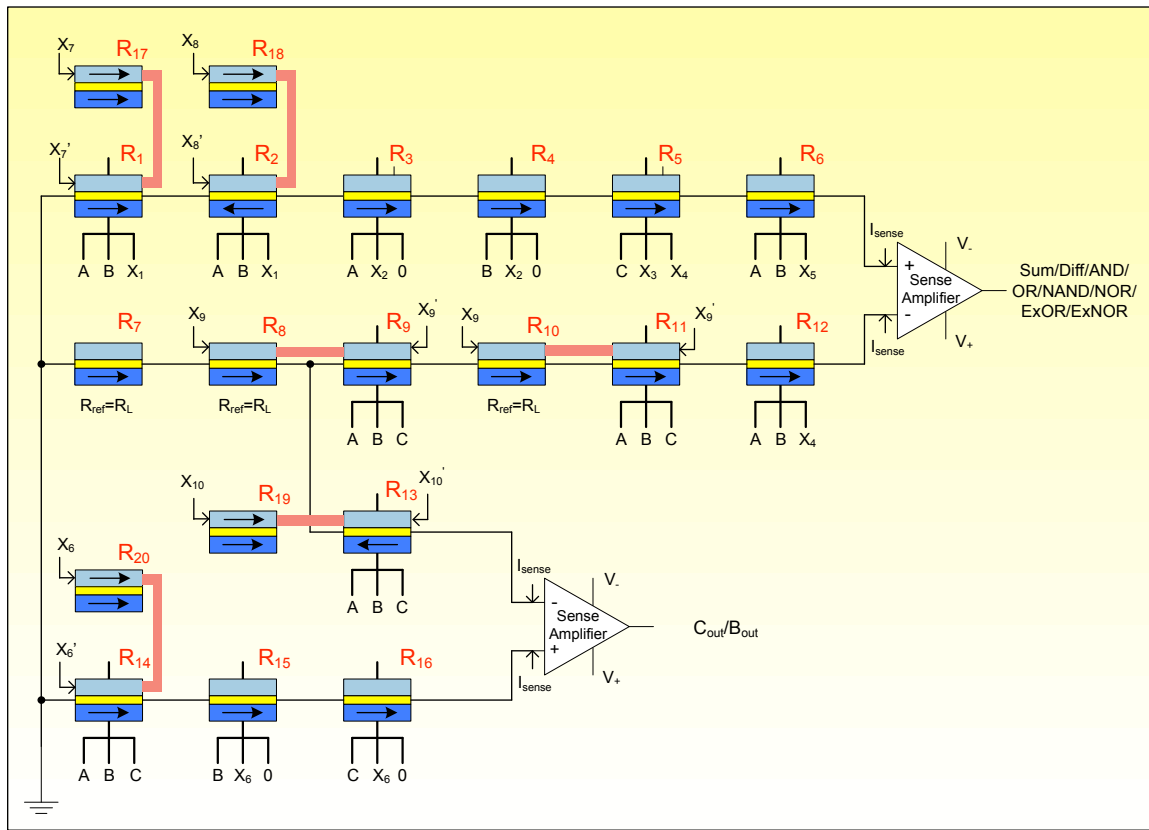 X7 R17 X8 R18
X7' R1 X8' R2 R3 R4 R5 R6
A B X1 A B X1 A X2 0 B X2 0 C X3 X4 A B X5
Isense V-
+ Sense Amplifier -
Sum/Diff/AND/
OR/NAND/NOR/
ExOR/ExNOR
Isense V+
R7 X9 R8 R9 X9' X9 R10 R11 X9' R12
Rref=RL Rref=RL Rref=RL
A B C A B C A B X4
X10 R19 R13 X10'
A B C
X6 R20
Isense V-
- Sense Amplifier +
Cout/Bout
Isense V+
X6' R14 R15 R16
A B C B X6 0 C X6 0